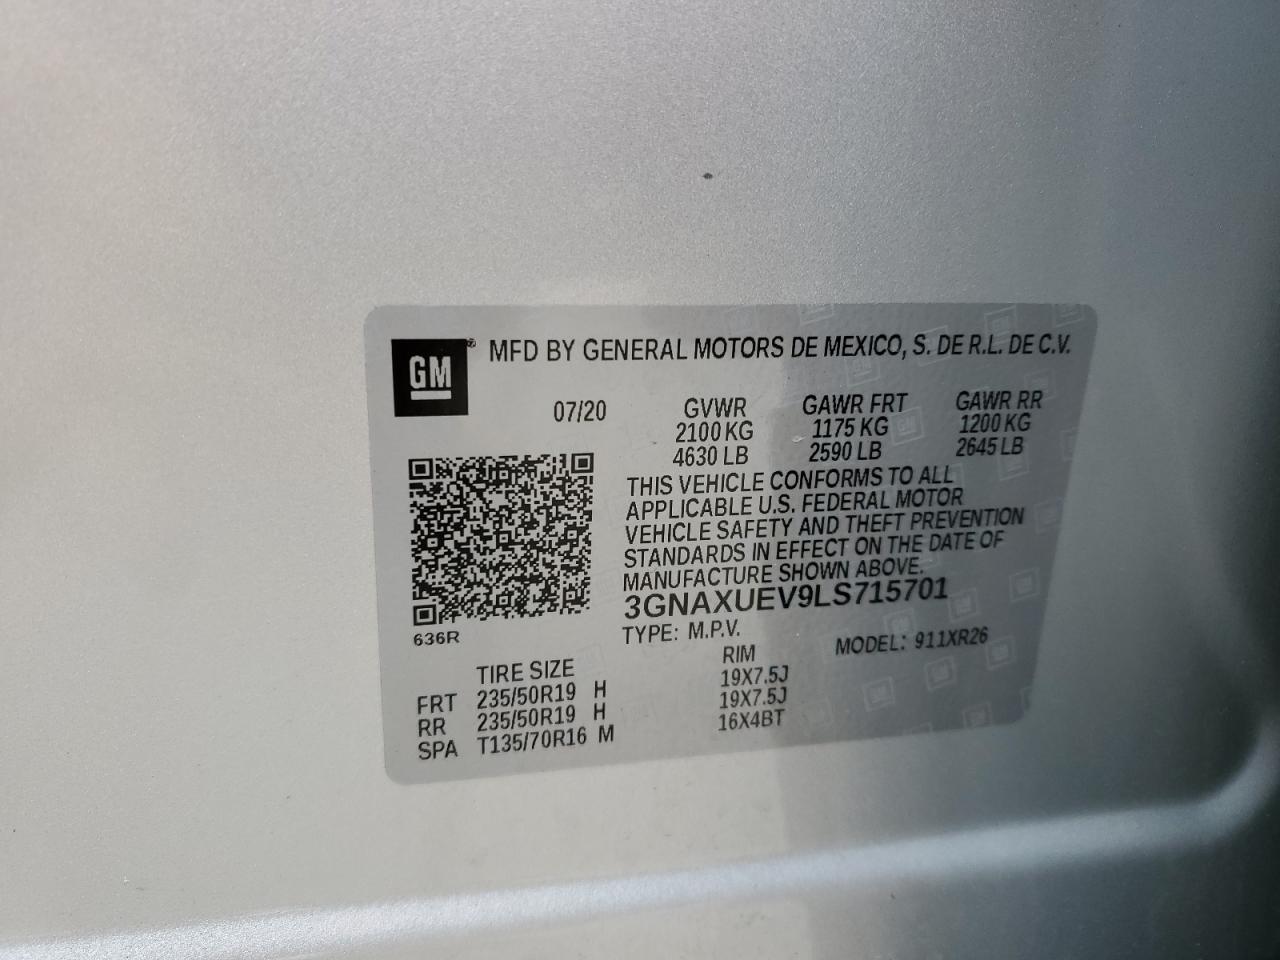 GM® MFD BY GENERAL MOTORS DE MEXICO, S. DE R.L. DE C.V.
07/20 GVWR GAWR FRT GAWR RR
2100 KG 1175 KG 1200 KG
4630 LB 2590 LB 2645 LB
THIS VEHICLE CONFORMS TO ALL
APPLICABLE U.S. FEDERAL MOTOR
VEHICLE SAFETY AND THEFT PREVENTION
STANDARDS IN EFFECT ON THE DATE OF
MANUFACTURE SHOWN ABOVE.
3GNAXUEV9LS715701
636R
TYPE: M.P.V. MODEL: 911XR26
TIRE SIZE RIM
FRT 235/50R19 H 19X7.5J
RR 235/50R19 H 19X7.5J
SPA T135/70R16 M 16X4BT